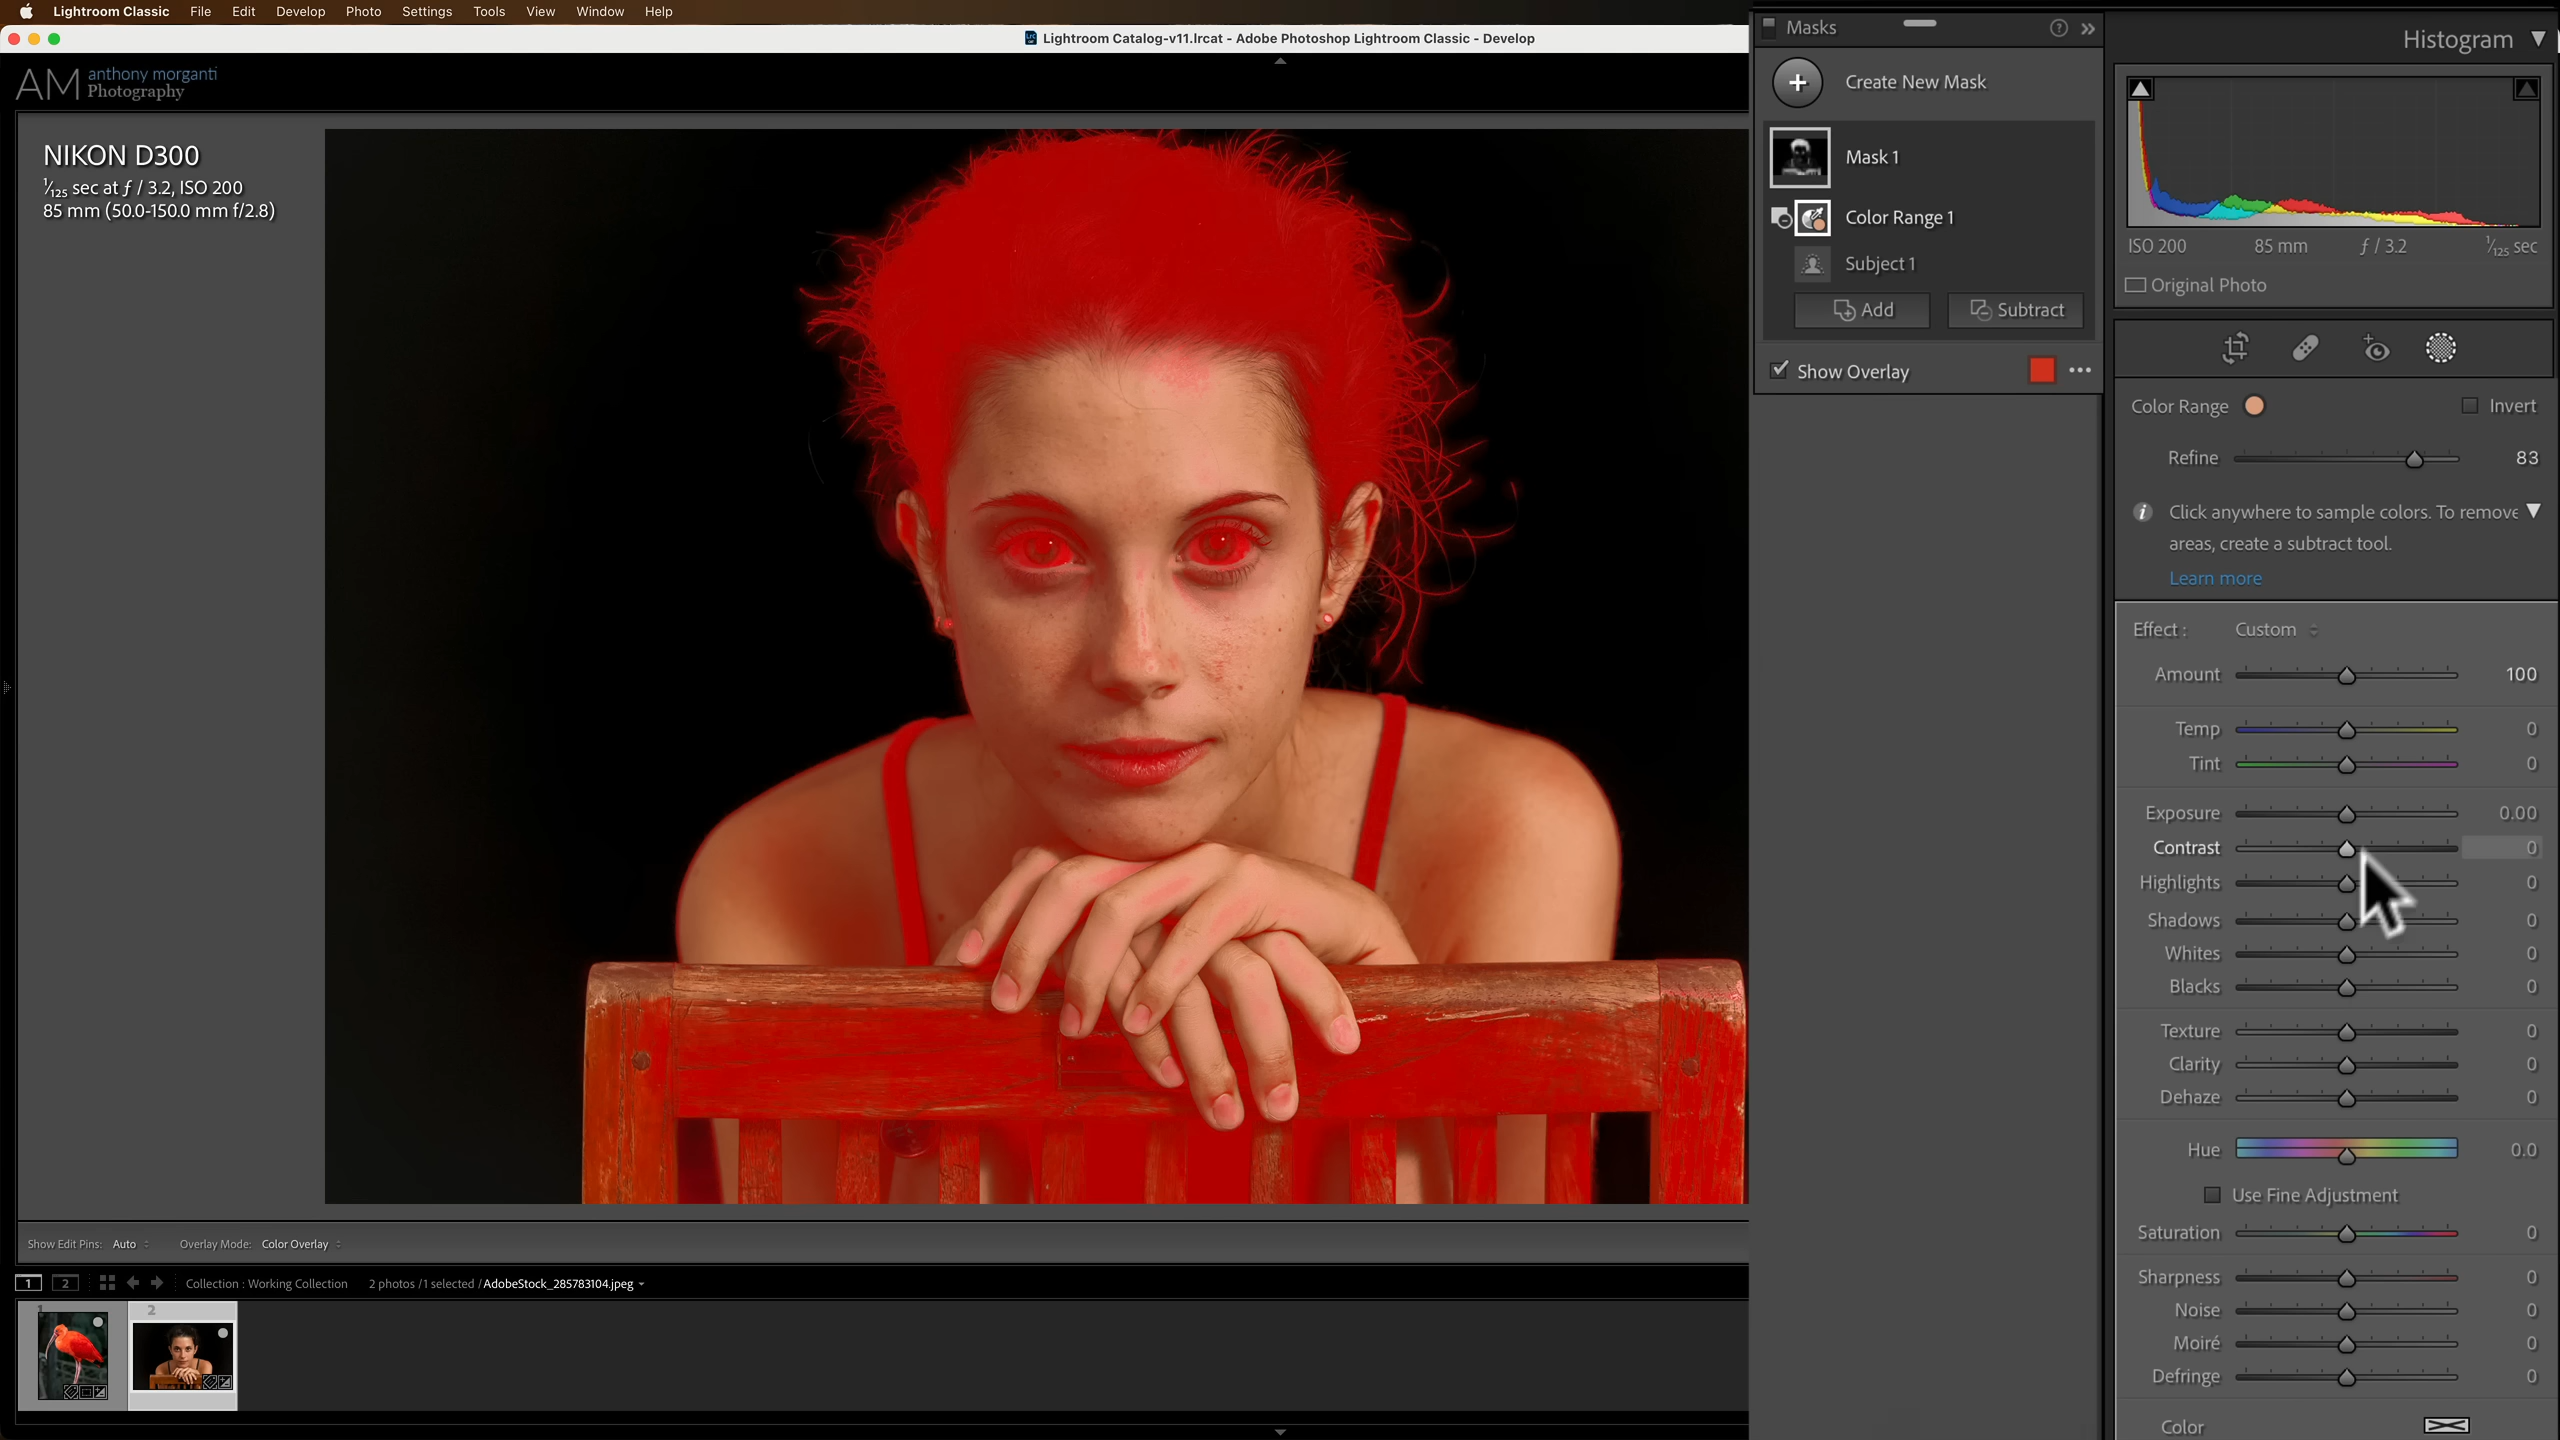 Lightroom Classic File Edit Develop Photo Settings Tools View Window Help
Lightroom Catalog-v11.lrcat - Adobe Photoshop Lightroom Classic - Develop
AM anthony morganti
Photography
NIKON D300
1/125 sec at ƒ / 3.2, ISO 200
85 mm (50.0-150.0 mm f/2.8)
Masks
Create New Mask
Mask 1
Color Range 1
Subject 1
Add Subtract
Show Overlay
Histogram
ISO 200 85 mm ƒ / 3.2 1/125 sec
Original Photo
Color Range Invert
Refine 83
Click anywhere to sample colors. To remove
areas, create a subtract tool.
Learn more
Effect : Custom
Amount 100
Temp 0
Tint 0
Exposure 0.00
Contrast 0
Highlights 0
Shadows 0
Whites 0
Blacks 0
Texture 0
Clarity 0
Dehaze 0
Hue 0.0
Use Fine Adjustment
Saturation 0
Sharpness 0
Noise 0
Moiré 0
Defringe 0
Color
Show Edit Pins: Auto Overlay Mode: Color Overlay
1 2 Collection : Working Collection 2 photos / 1 selected / AdobeStock_285783104.jpeg
1 2